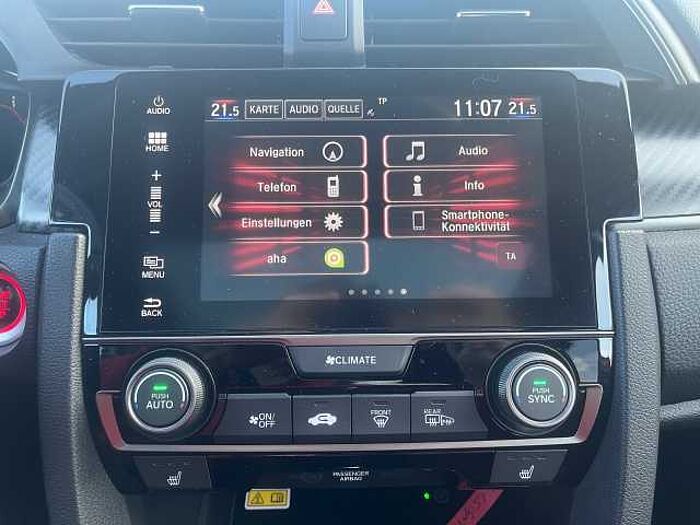 AUDIO
HOME
+
VOL
–
MENU
BACK
21.5 KARTE AUDIO QUELLE TP 11:07 21.5
Navigation
Audio
Telefon
Info
Einstellungen
Smartphone-
Konnektivität
aha
TA
CLIMATE
PUSH
AUTO
ON/
OFF
FRONT
REAR
PUSH
SYNC
PASSENGER
AIRBAG